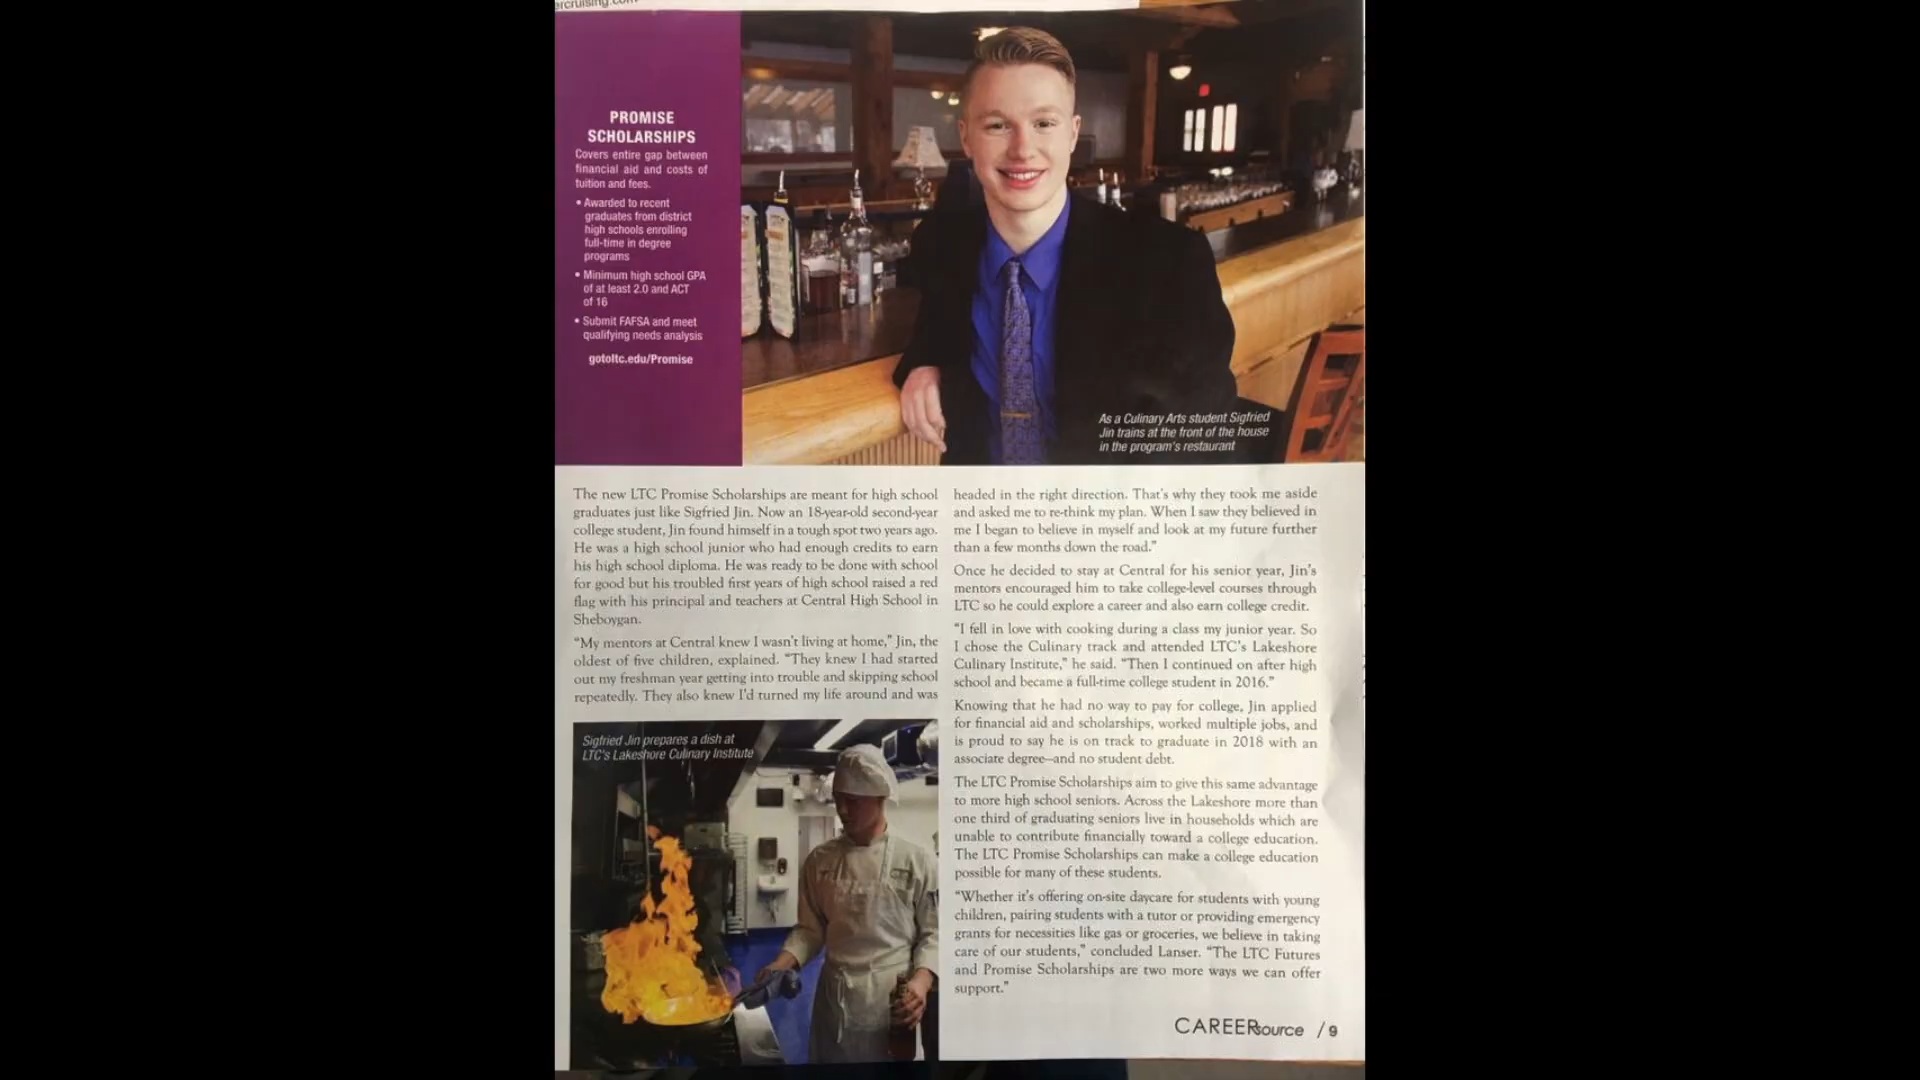 ercruising.com
PROMISE
SCHOLARSHIPS
Covers entire gap between
financial aid and costs of
tuition and fees.
• Awarded to recent
graduates from district
high schools enrolling
full-time in degree
programs
• Minimum high school GPA
of at least 2.0 and ACT
of 16
• Submit FAFSA and meet
qualifying needs analysis
gotoltc.edu/Promise
As a Culinary Arts student Sigfried
Jin trains at the front of the house
in the program's restaurant
The new LTC Promise Scholarships are meant for high school
graduates just like Sigfried Jin. Now an 18-year-old second-year
college student, Jin found himself in a tough spot two years ago.
He was a high school junior who had enough credits to earn
his high school diploma. He was ready to be done with school
for good but his troubled first years of high school raised a red
flag with his principal and teachers at Central High School in
Sheboygan.
“My mentors at Central knew I wasn't living at home,” Jin, the
oldest of five children, explained. “They knew I had started
out my freshman year getting into trouble and skipping school
repeatedly. They also knew I'd turned my life around and was
Sigfried Jin prepares a dish at
LTC's Lakeshore Culinary Institute
headed in the right direction. That's why they took me aside
and asked me to re-think my plan. When I saw they believed in
me I began to believe in myself and look at my future further
than a few months down the road.”
Once he decided to stay at Central for his senior year, Jin's
mentors encouraged him to take college-level courses through
LTC so he could explore a career and also earn college credit.
“I fell in love with cooking during a class my junior year. So
I chose the Culinary track and attended LTC's Lakeshore
Culinary Institute,” he said. “Then I continued on after high
school and became a full-time college student in 2016.”
Knowing that he had no way to pay for college, Jin applied
for financial aid and scholarships, worked multiple jobs, and
is proud to say he is on track to graduate in 2018 with an
associate degree—and no student debt.
The LTC Promise Scholarships aim to give this same advantage
to more high school seniors. Across the Lakeshore more than
one third of graduating seniors live in households which are
unable to contribute financially toward a college education.
The LTC Promise Scholarships can make a college education
possible for many of these students.
“Whether it's offering on-site daycare for students with young
children, pairing students with a tutor or providing emergency
grants for necessities like gas or groceries, we believe in taking
care of our students,” concluded Lanser. “The LTC Futures
and Promise Scholarships are two more ways we can offer
support.”
CAREERsource / 9